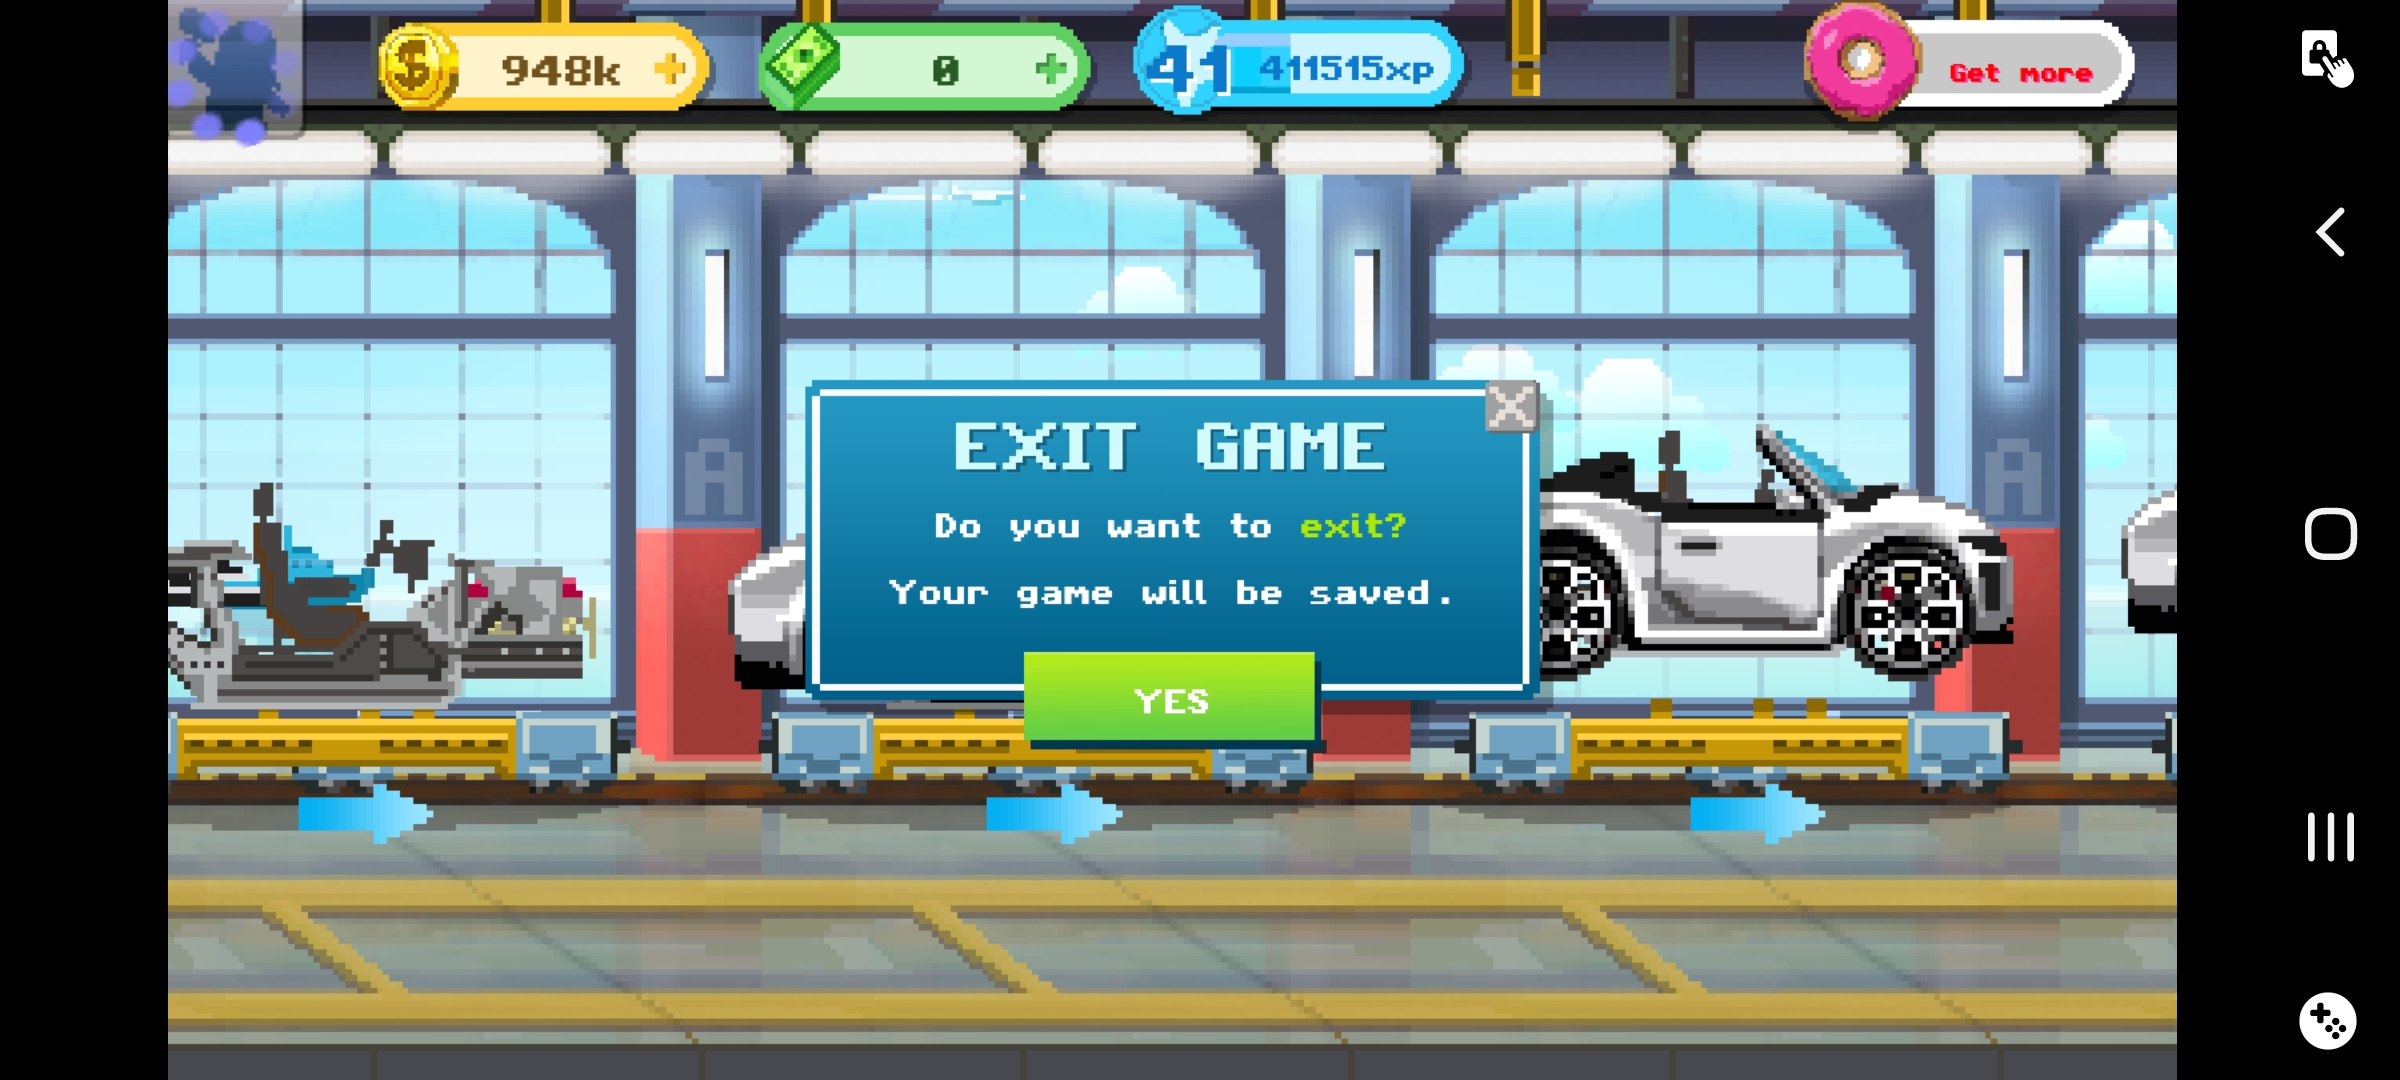 948k
0
41
411515xp
Get more
EXIT GAME
Do you want to exit?
Your game will be saved.
YES
A
A